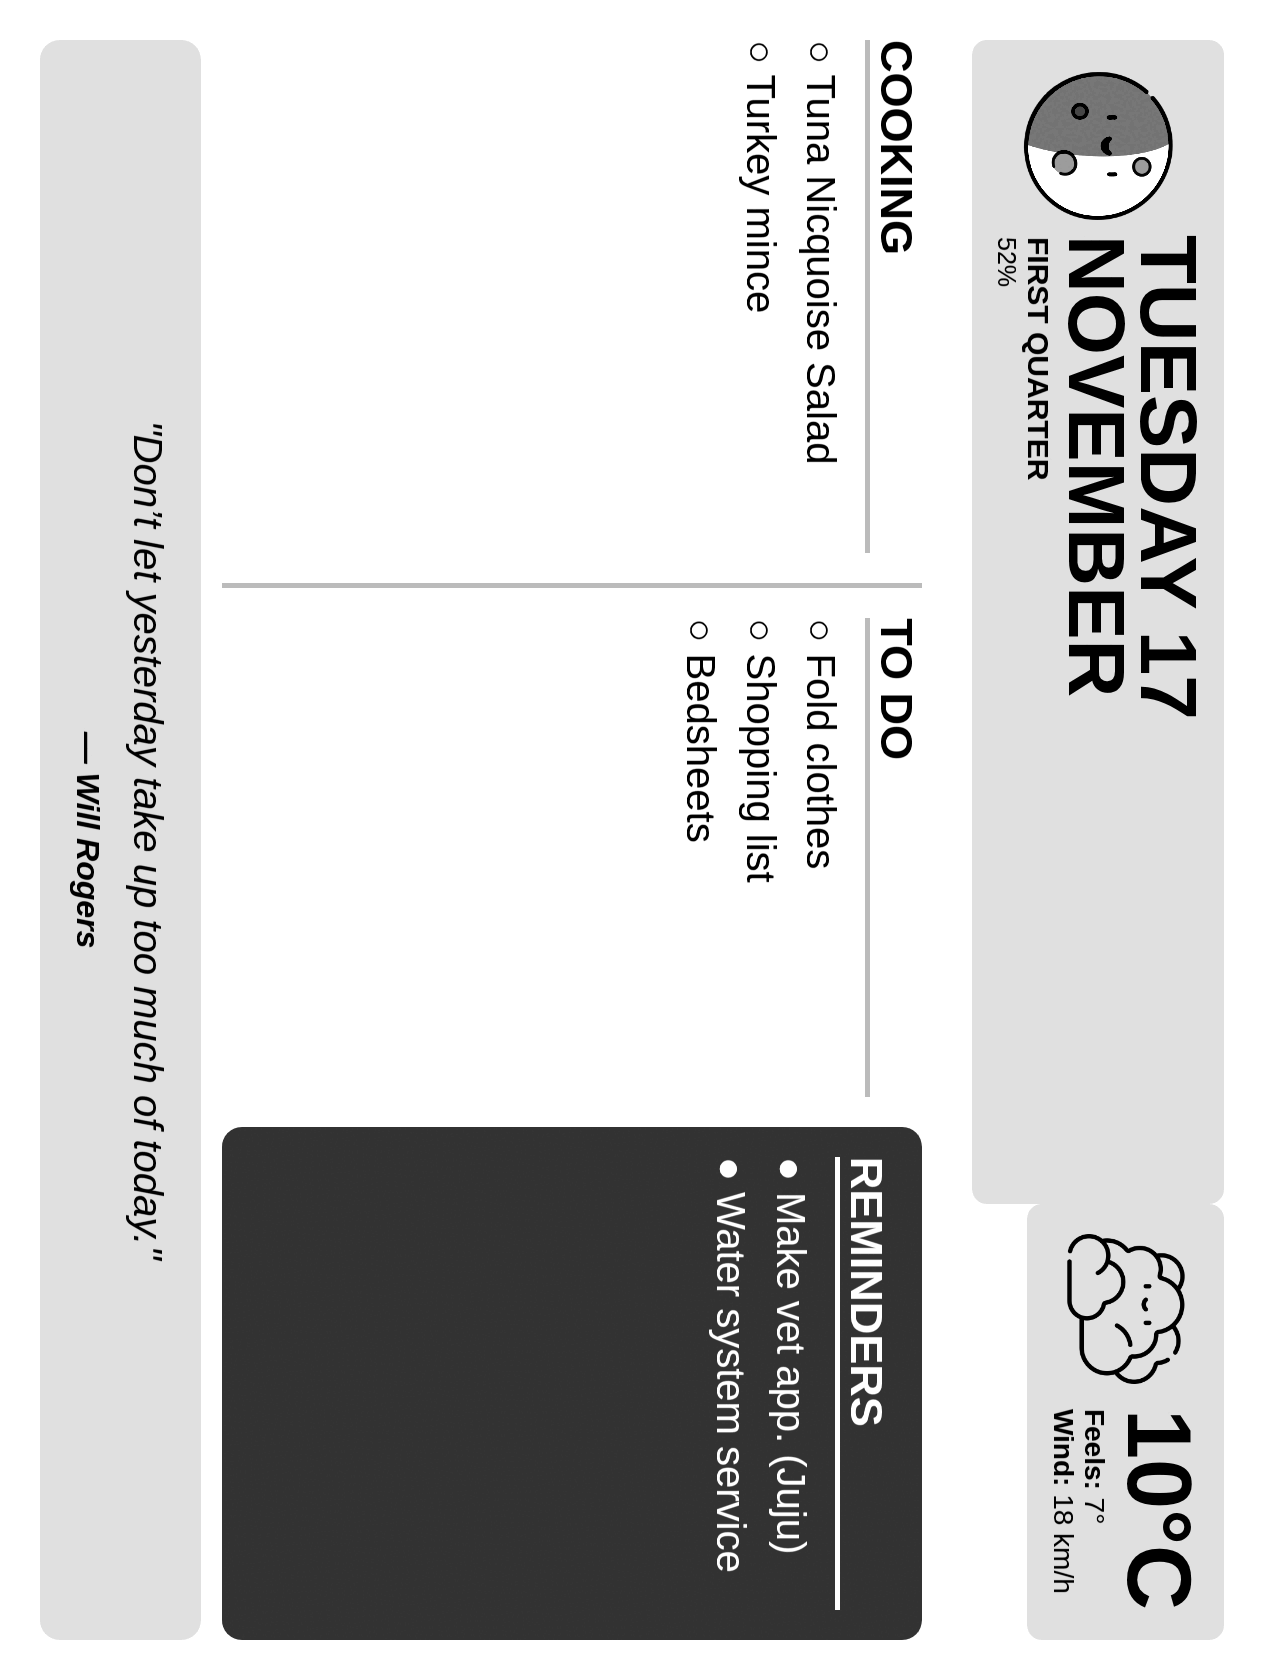 TUESDAY 17
NOVEMBER
FIRST QUARTER
52%
10°C
Feels: 7°
Wind: 18 km/h
COOKING
Tuna Nicquoise Salad
Turkey mince
TO DO
Fold clothes
Shopping list
Bedsheets
REMINDERS
Make vet app. (Juju)
Water system service
"Don’t let yesterday take up too much of today."
— Will Rogers